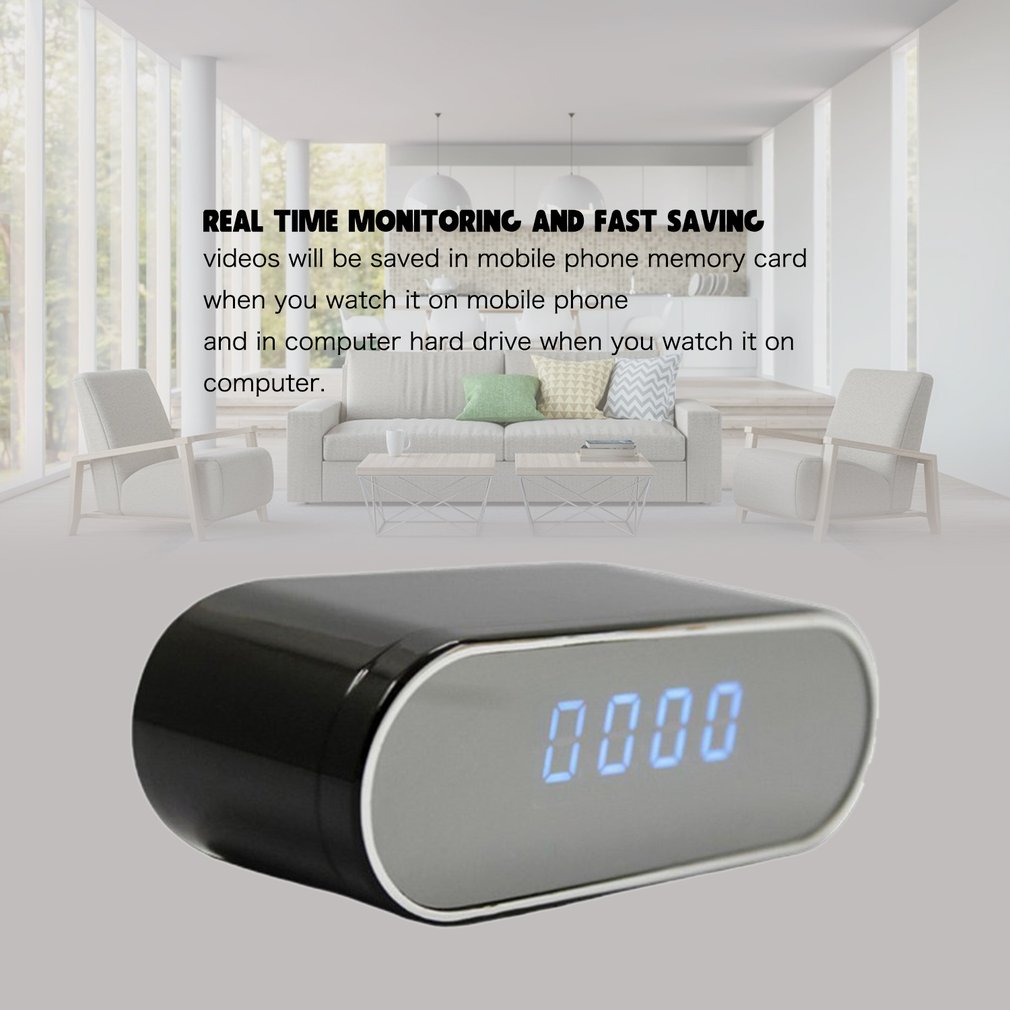 REAL TIME MONITORING AND FAST SAVING
videos will be saved in mobile phone memory card
when you watch it on mobile phone
and in computer hard drive when you watch it on
computer.
0000